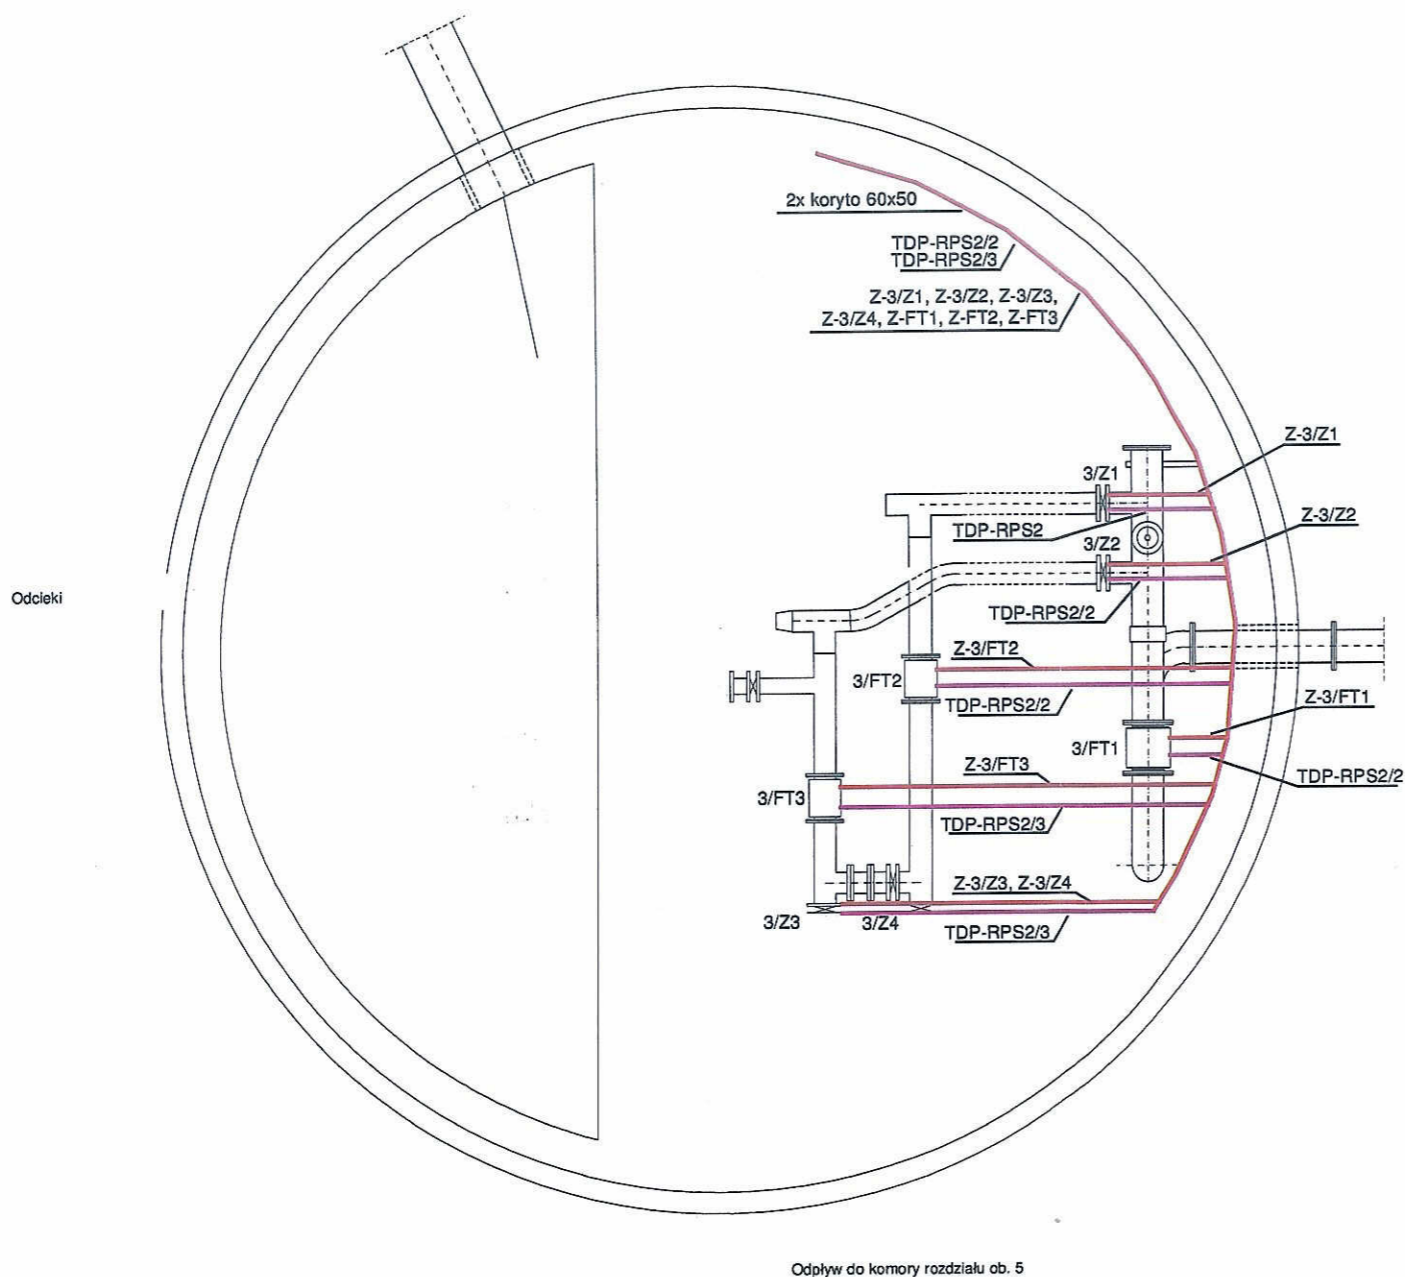 2x koryto 60x50
TDP-RPS2/2
TDP-RPS2/3
Z-3/Z1, Z-3/Z2, Z-3/Z3,
Z-3/Z4, Z-FT1, Z-FT2, Z-FT3
Z-3/Z1
3/Z1
TDP-RPS2
Z-3/Z2
3/Z2
Odcieki
TDP-RPS2/2
Z-3/FT2
3/FT2
TDP-RPS2/2
Z-3/FT1
3/FT1
Z-3/FT3
TDP-RPS2/2
3/FT3
TDP-RPS2/3
Z-3/Z3, Z-3/Z4
3/Z3
3/Z4
TDP-RPS2/3
Odpływ do komory rozdziału ob. 5